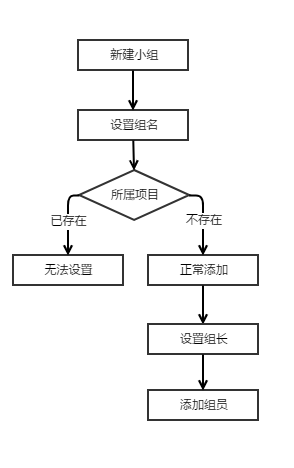 新建小组
设置组名
所属项目
已存在
不存在
无法设置
正常添加
设置组长
添加组员